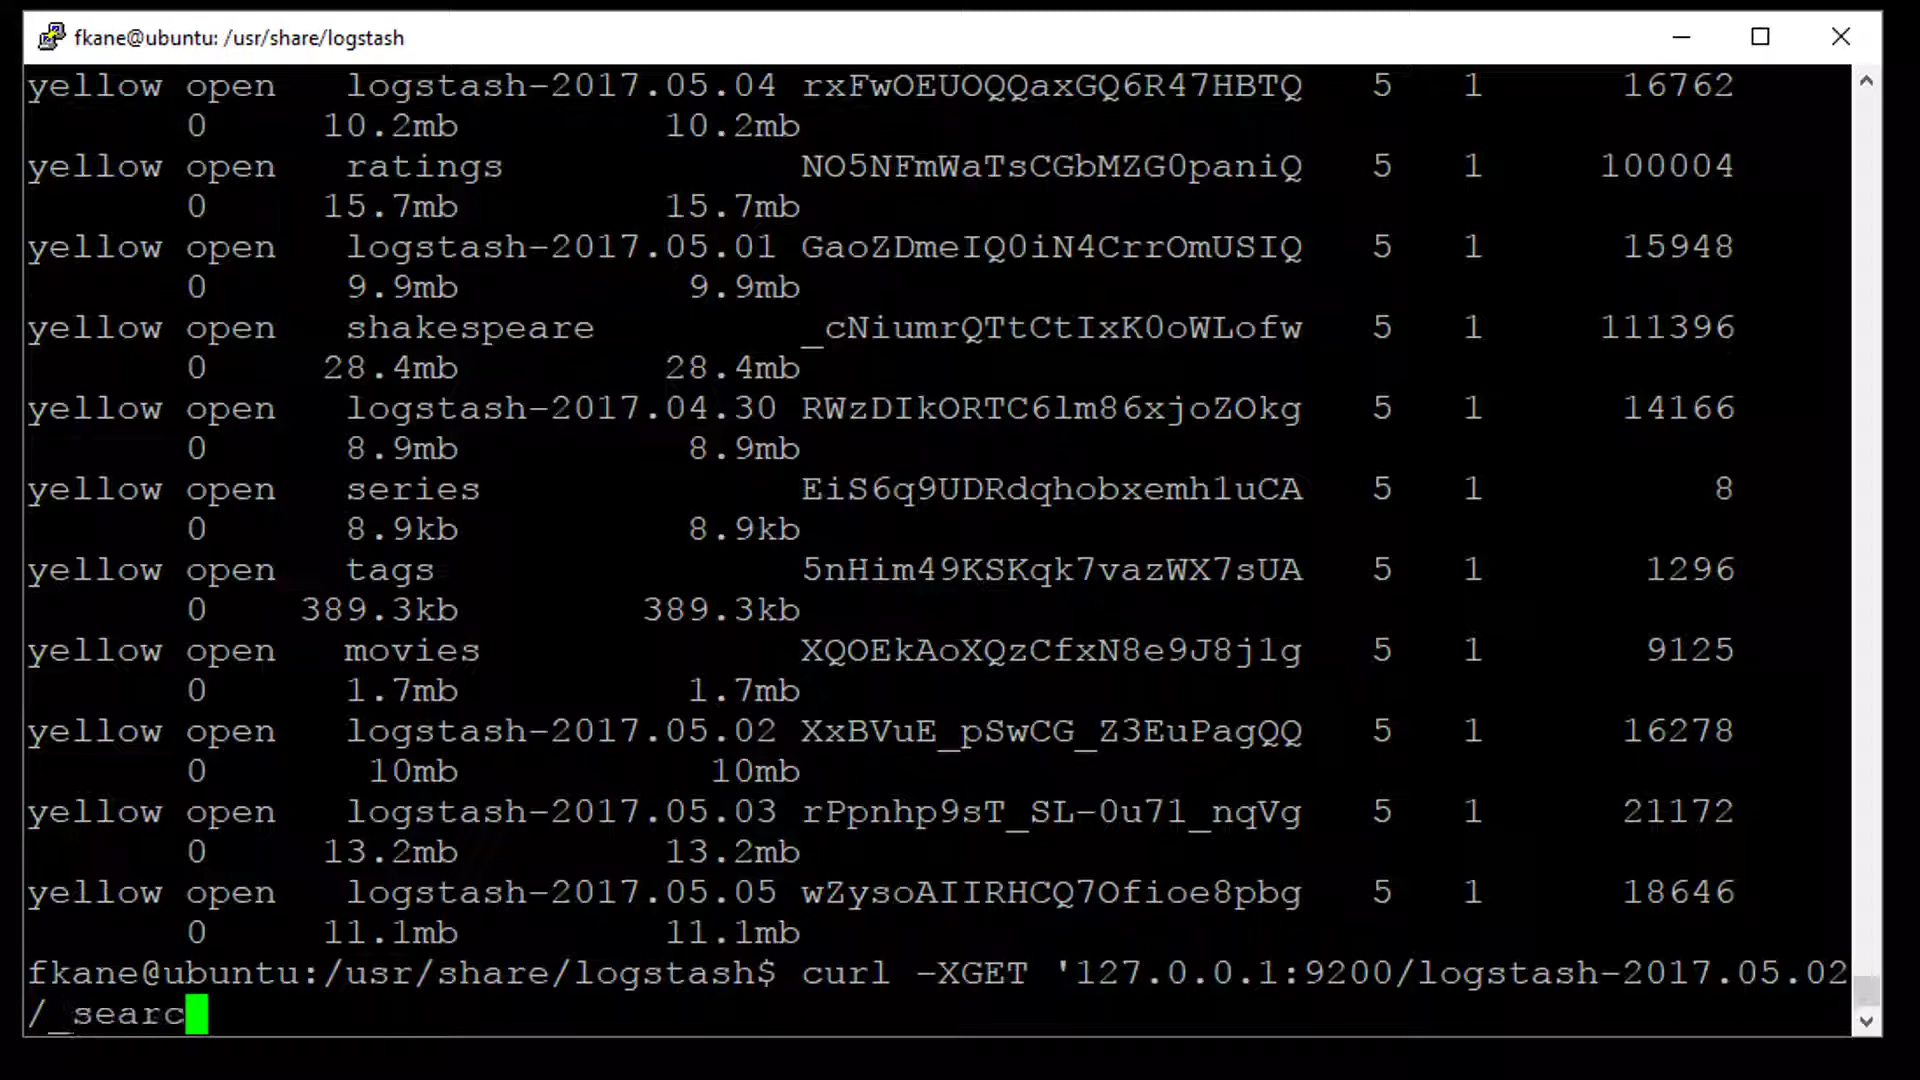 fkane@ubuntu: /usr/share/logstash
yellow open   logstash-2017.05.04 rxFwOEUOQQaxGQ6R47HBTQ   5   1      16762
       0     10.2mb         10.2mb
yellow open   ratings             NO5NFmWaTsCGbMZG0paniQ   5   1     100004
       0     15.7mb         15.7mb
yellow open   logstash-2017.05.01 GaoZDmeIQ0iN4CrrOmUSIQ   5   1      15948
       0      9.9mb          9.9mb
yellow open   shakespeare         _cNiumrQTtCtIxK0oWLofw   5   1     111396
       0     28.4mb         28.4mb
yellow open   logstash-2017.04.30 RWzDIkORTC6lm86xjoZOkg   5   1      14166
       0      8.9mb          8.9mb
yellow open   series              EiS6q9UDRdqhobxemh1uCA   5   1          8
       0      8.9kb          8.9kb
yellow open   tags                5nHim49KSKqk7vazWX7sUA   5   1       1296
       0    389.3kb        389.3kb
yellow open   movies              XQOEkAoXQzCfxN8e9J8j1g   5   1       9125
       0      1.7mb          1.7mb
yellow open   logstash-2017.05.02 XxBVuE_pSwCG_Z3EuPagQQ   5   1      16278
       0       10mb           10mb
yellow open   logstash-2017.05.03 rPpnhp9sT_SL-0u71_nqVg   5   1      21172
       0     13.2mb         13.2mb
yellow open   logstash-2017.05.05 wZysoAIIRHCQ7Ofioe8pbg   5   1      18646
       0     11.1mb         11.1mb
fkane@ubuntu:/usr/share/logstash$ curl -XGET '127.0.0.1:9200/logstash-2017.05.02
/_searc